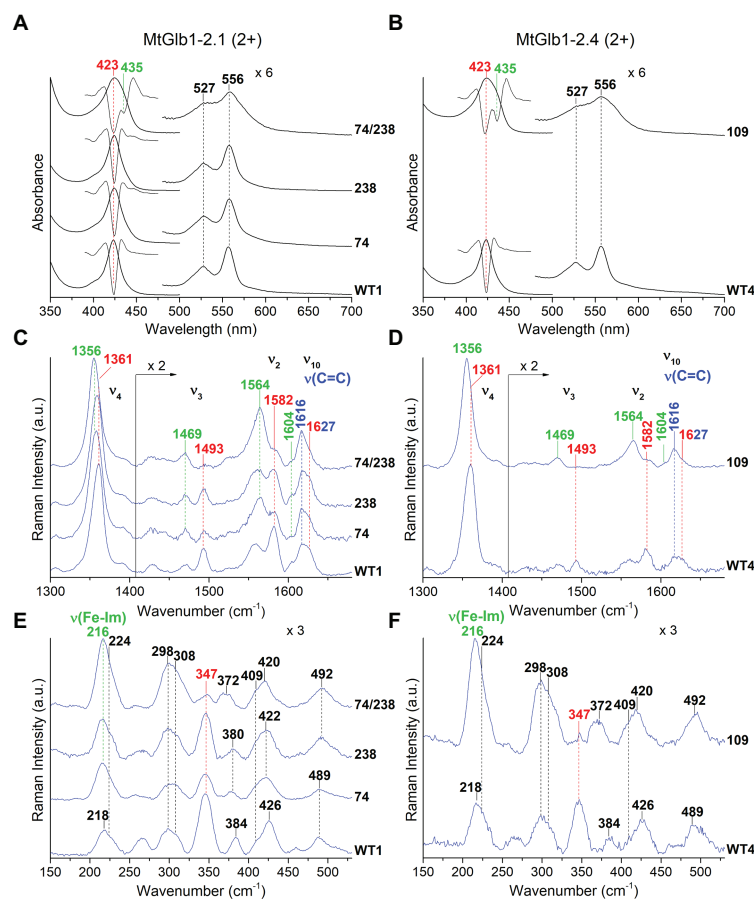 A
MtGlb1-2.1 (2+)
423
435
x 6
527
556
74/238
238
74
WT1
Absorbance
350 400 450 500 550 600 650 700
Wavelength (nm)
B
MtGlb1-2.4 (2+)
423
435
x 6
527
556
109
WT4
Absorbance
350 400 450 500 550 600 650 700
Wavelength (nm)
C
1356
1361
x 2
ν4
ν3
ν2
ν10
ν(C=C)
1469
1493
1564
1582
1604
1616
1627
74/238
238
74
WT1
Raman Intensity (a.u.)
1300 1400 1500 1600
Wavenumber (cm-1)
D
1356
1361
x 2
ν4
ν3
ν2
ν10
ν(C=C)
1469
1493
1564
1582
1604
1616
1627
109
WT4
Raman Intensity (a.u.)
1300 1400 1500 1600
Wavenumber (cm-1)
E
ν(Fe-Im)
216
224
x 3
298
308
347
372
409
420
492
74/238
380
422
238
489
74
218
384
426
WT1
Raman Intensity (a.u.)
150 200 250 300 350 400 450 500
Wavenumber (cm-1)
F
ν(Fe-Im)
216
224
x 3
298
308
347
372
409
420
492
109
218
384
426
489
WT4
Raman Intensity (a.u.)
150 200 250 300 350 400 450 500
Wavenumber (cm-1)